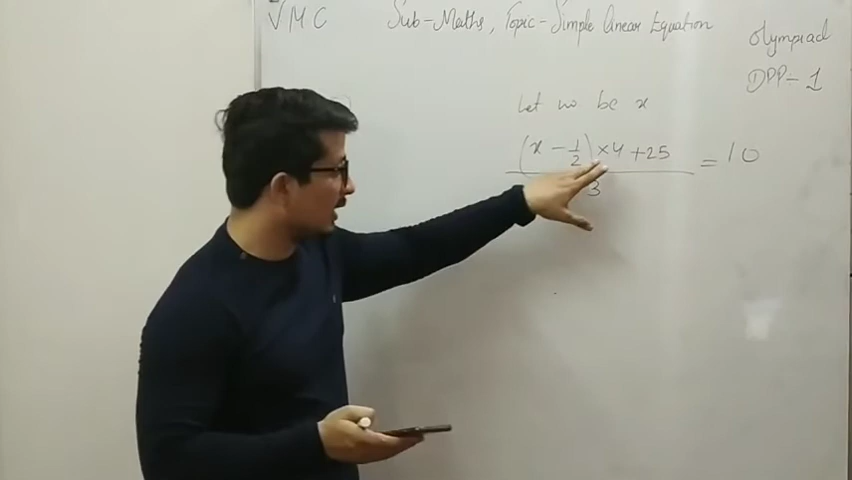 VMC
Sub-Maths, Topic-Simple linear Equation
Olympiad
DPP-1
Let no be x
(x - 1/2) ×4 +25 = 10
3